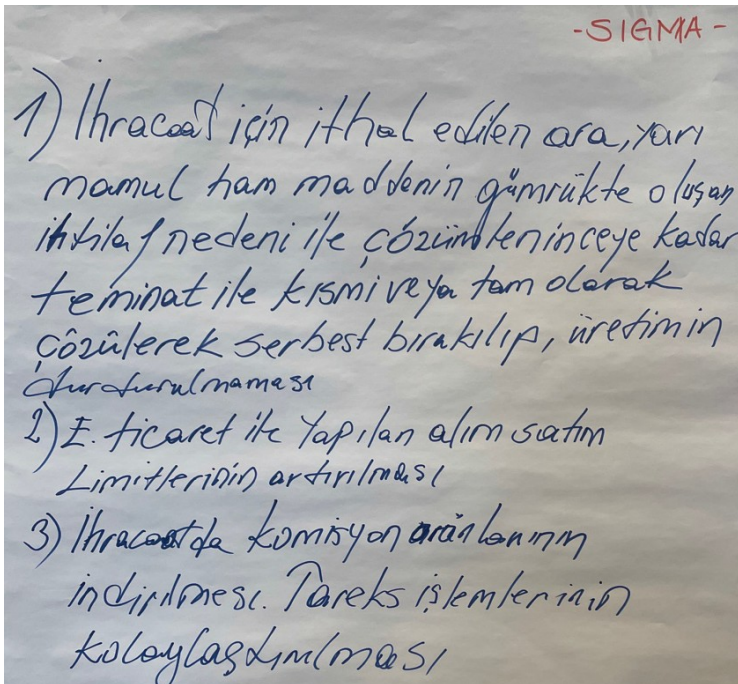 -SIGMA-
1) İhracaat için ithal edilen ara, yarı
mamul ham maddenin gümrükte oluşan
ihtilaf nedeni ile çözümleninceye kadar
teminat ile kısmi veya tam olarak
çözülerek serbest bırakılıp, üretimin
durdurulmaması
2) E. ticaret ile Yapılan alım satım
Limitlerinin artırılması
3) İhracaatda komisyon oranlarının
indirilmesi. Tareks işlemlerinin
kolaylaştırılması